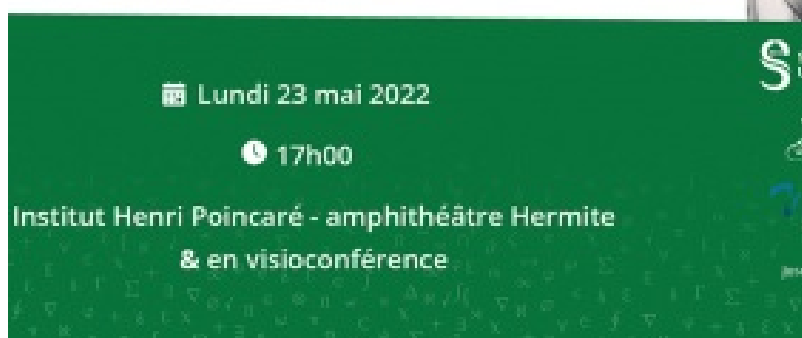 Lundi 23 mai 2022
17h00
Institut Henri Poincaré - amphithéâtre Hermite
& en visioconférence